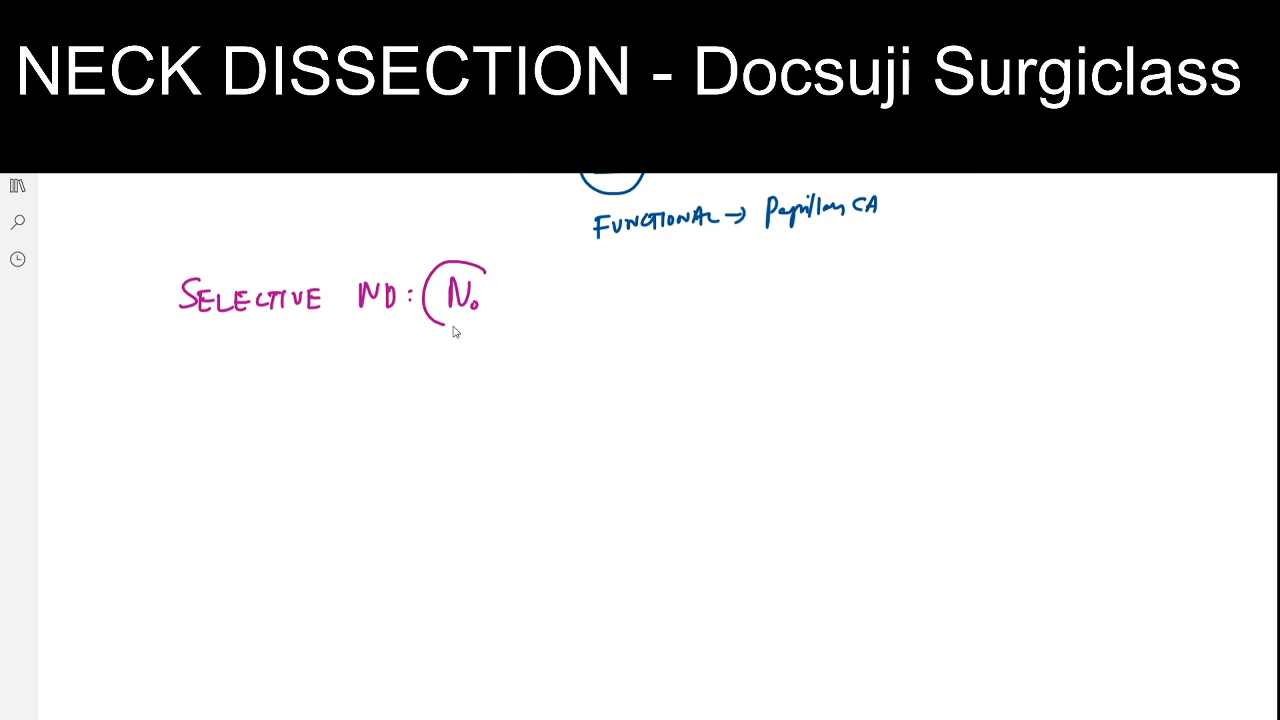 NECK DISSECTION - Docsuji Surgiclass
FUNCTIONAL → Papillary CA
SELECTIVE ND: N₀